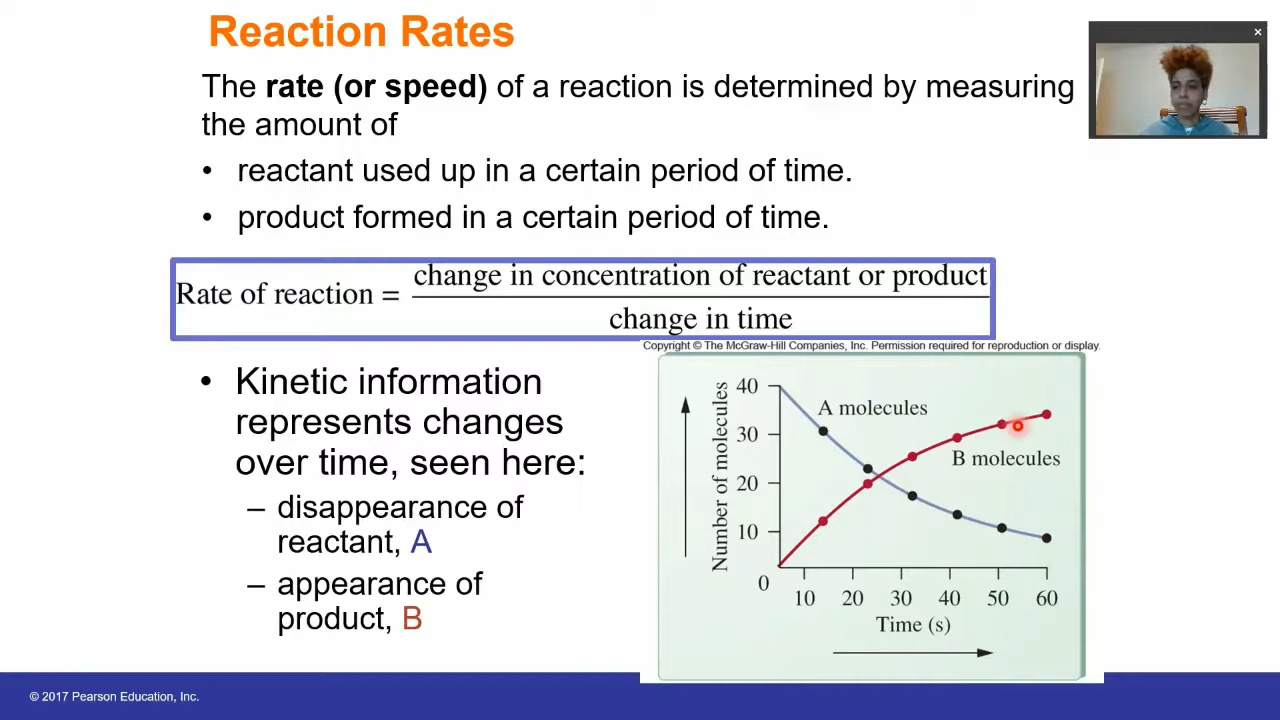 Reaction Rates
The rate (or speed) of a reaction is determined by measuring
the amount of
• reactant used up in a certain period of time.
• product formed in a certain period of time.
Rate of reaction = change in concentration of reactant or product
change in time
Copyright © The McGraw-Hill Companies, Inc. Permission required for reproduction or display.
• Kinetic information
represents changes
over time, seen here:
– disappearance of
reactant, A
– appearance of
product, B
Number of molecules
40
30
20
10
0
A molecules
B molecules
10 20 30 40 50 60
Time (s)
© 2017 Pearson Education, Inc.